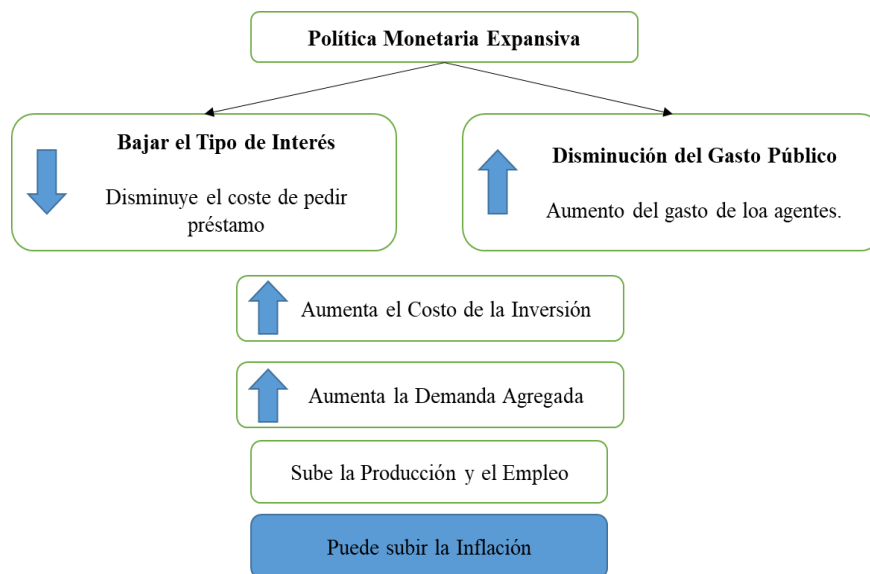 Política Monetaria Expansiva
Bajar el Tipo de Interés
Disminuye el coste de pedir
préstamo
Disminución del Gasto Público
Aumento del gasto de loa agentes.
Aumenta el Costo de la Inversión
Aumenta la Demanda Agregada
Sube la Producción y el Empleo
Puede subir la Inflación